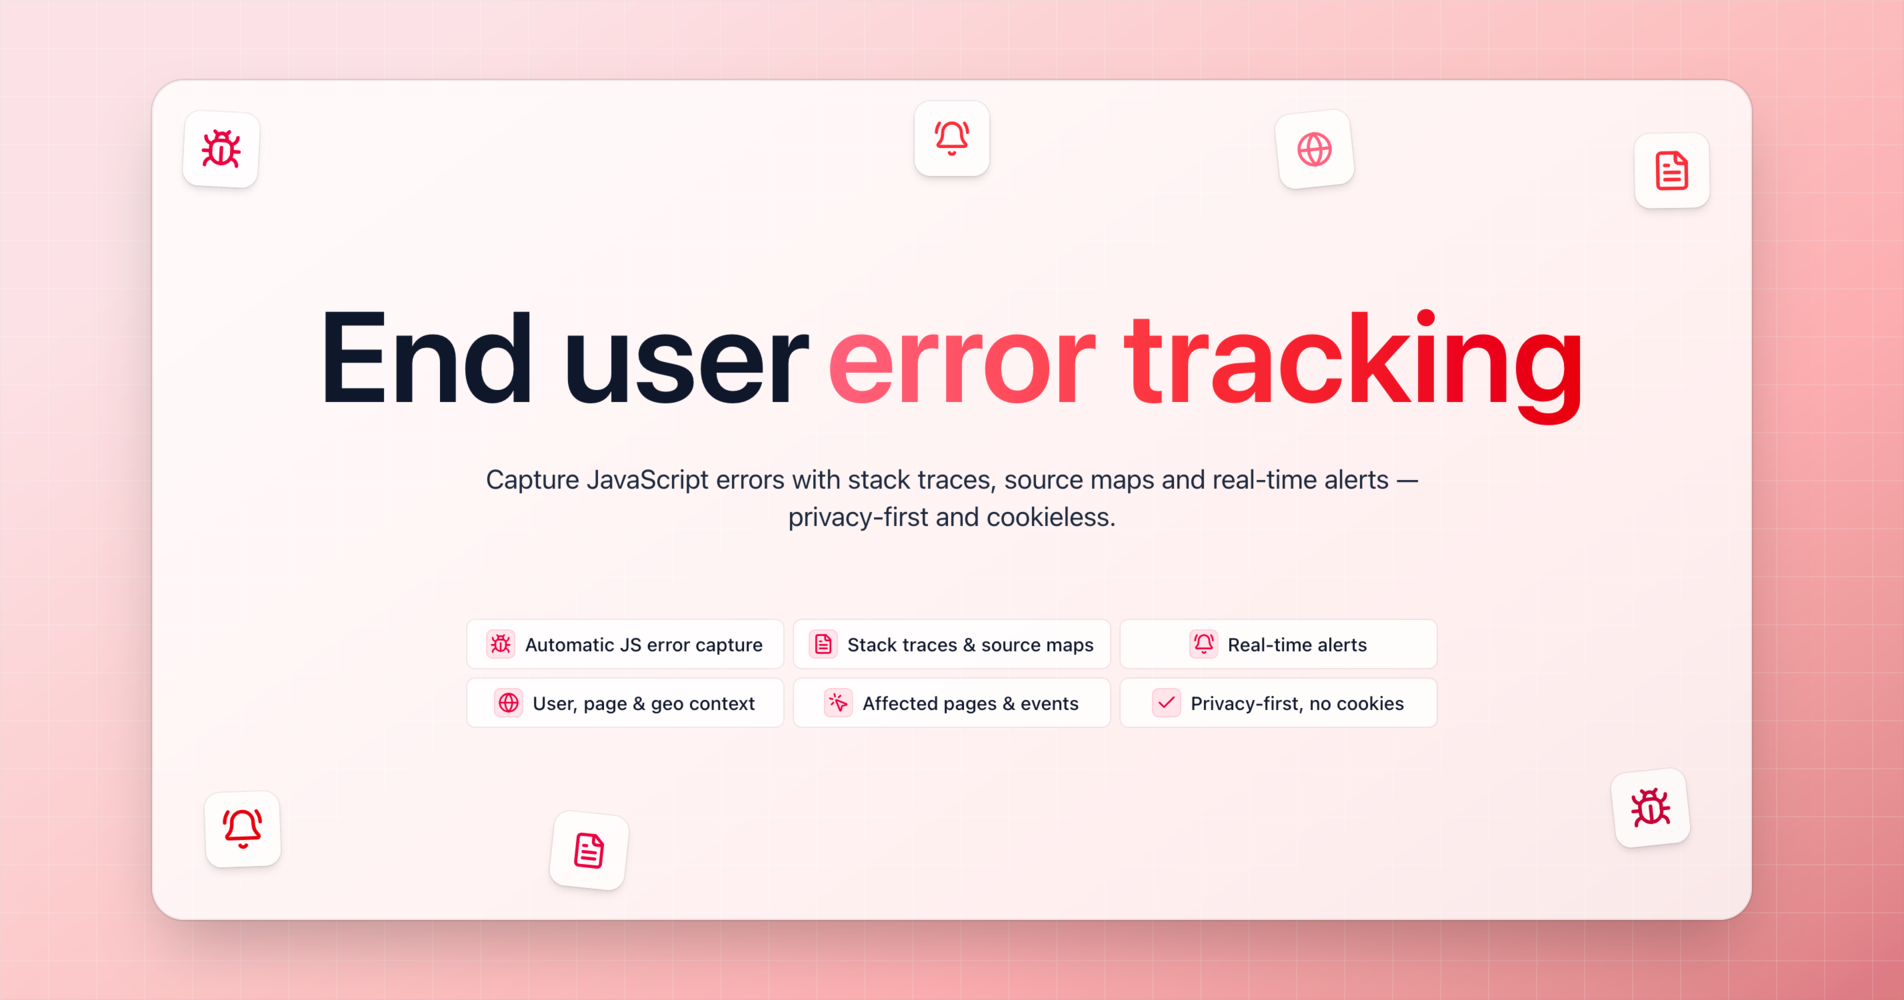 End user error tracking
Capture JavaScript errors with stack traces, source maps and real-time alerts —
privacy-first and cookieless.
Automatic JS error capture
Stack traces & source maps
Real-time alerts
User, page & geo context
Affected pages & events
Privacy-first, no cookies